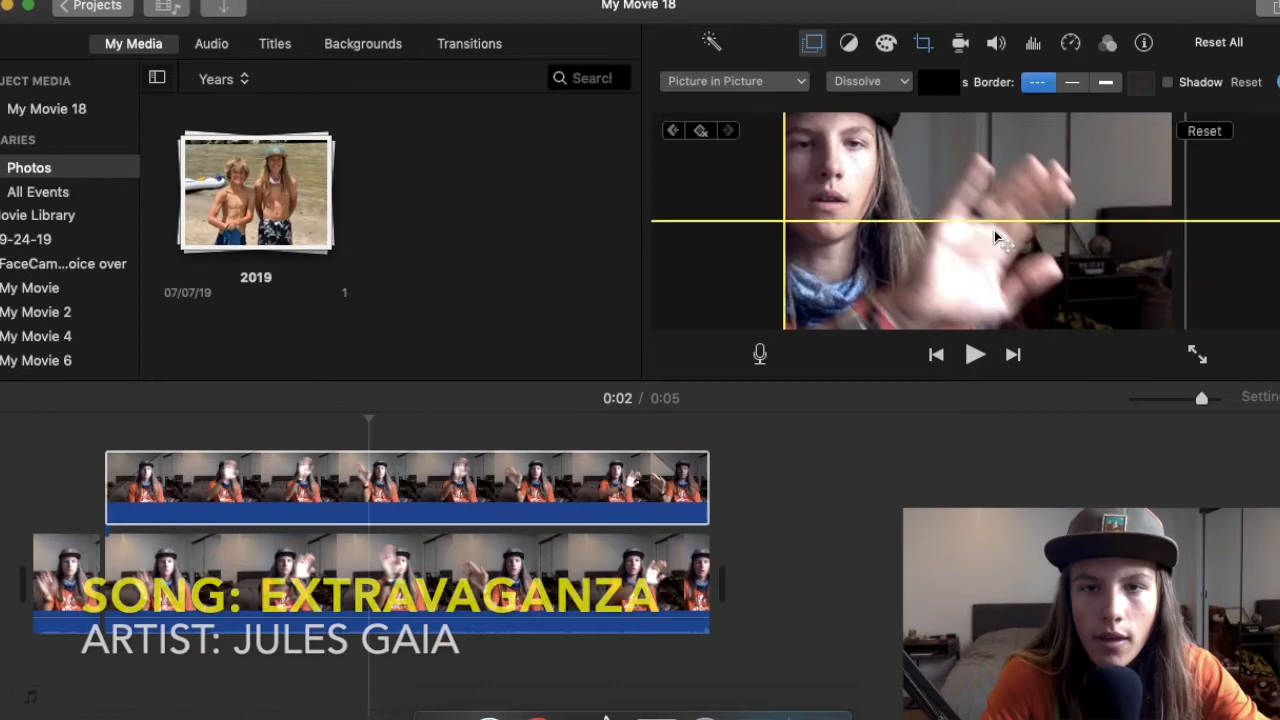 Projects
My Movie 18
My Media
Audio
Titles
Backgrounds
Transitions
Reset All
JECT MEDIA
My Movie 18
ARIES
Photos
All Events
ovie Library
9-24-19
FaceCam...oice over
My Movie
My Movie 2
My Movie 4
My Movie 6
Years
Searcl
2019
07/07/19
1
Picture in Picture
Dissolve
s Border:
Shadow
Reset
Reset
0:02 / 0:05
Settin
SONG: EXTRAVAGANZA
ARTIST: JULES GAIA